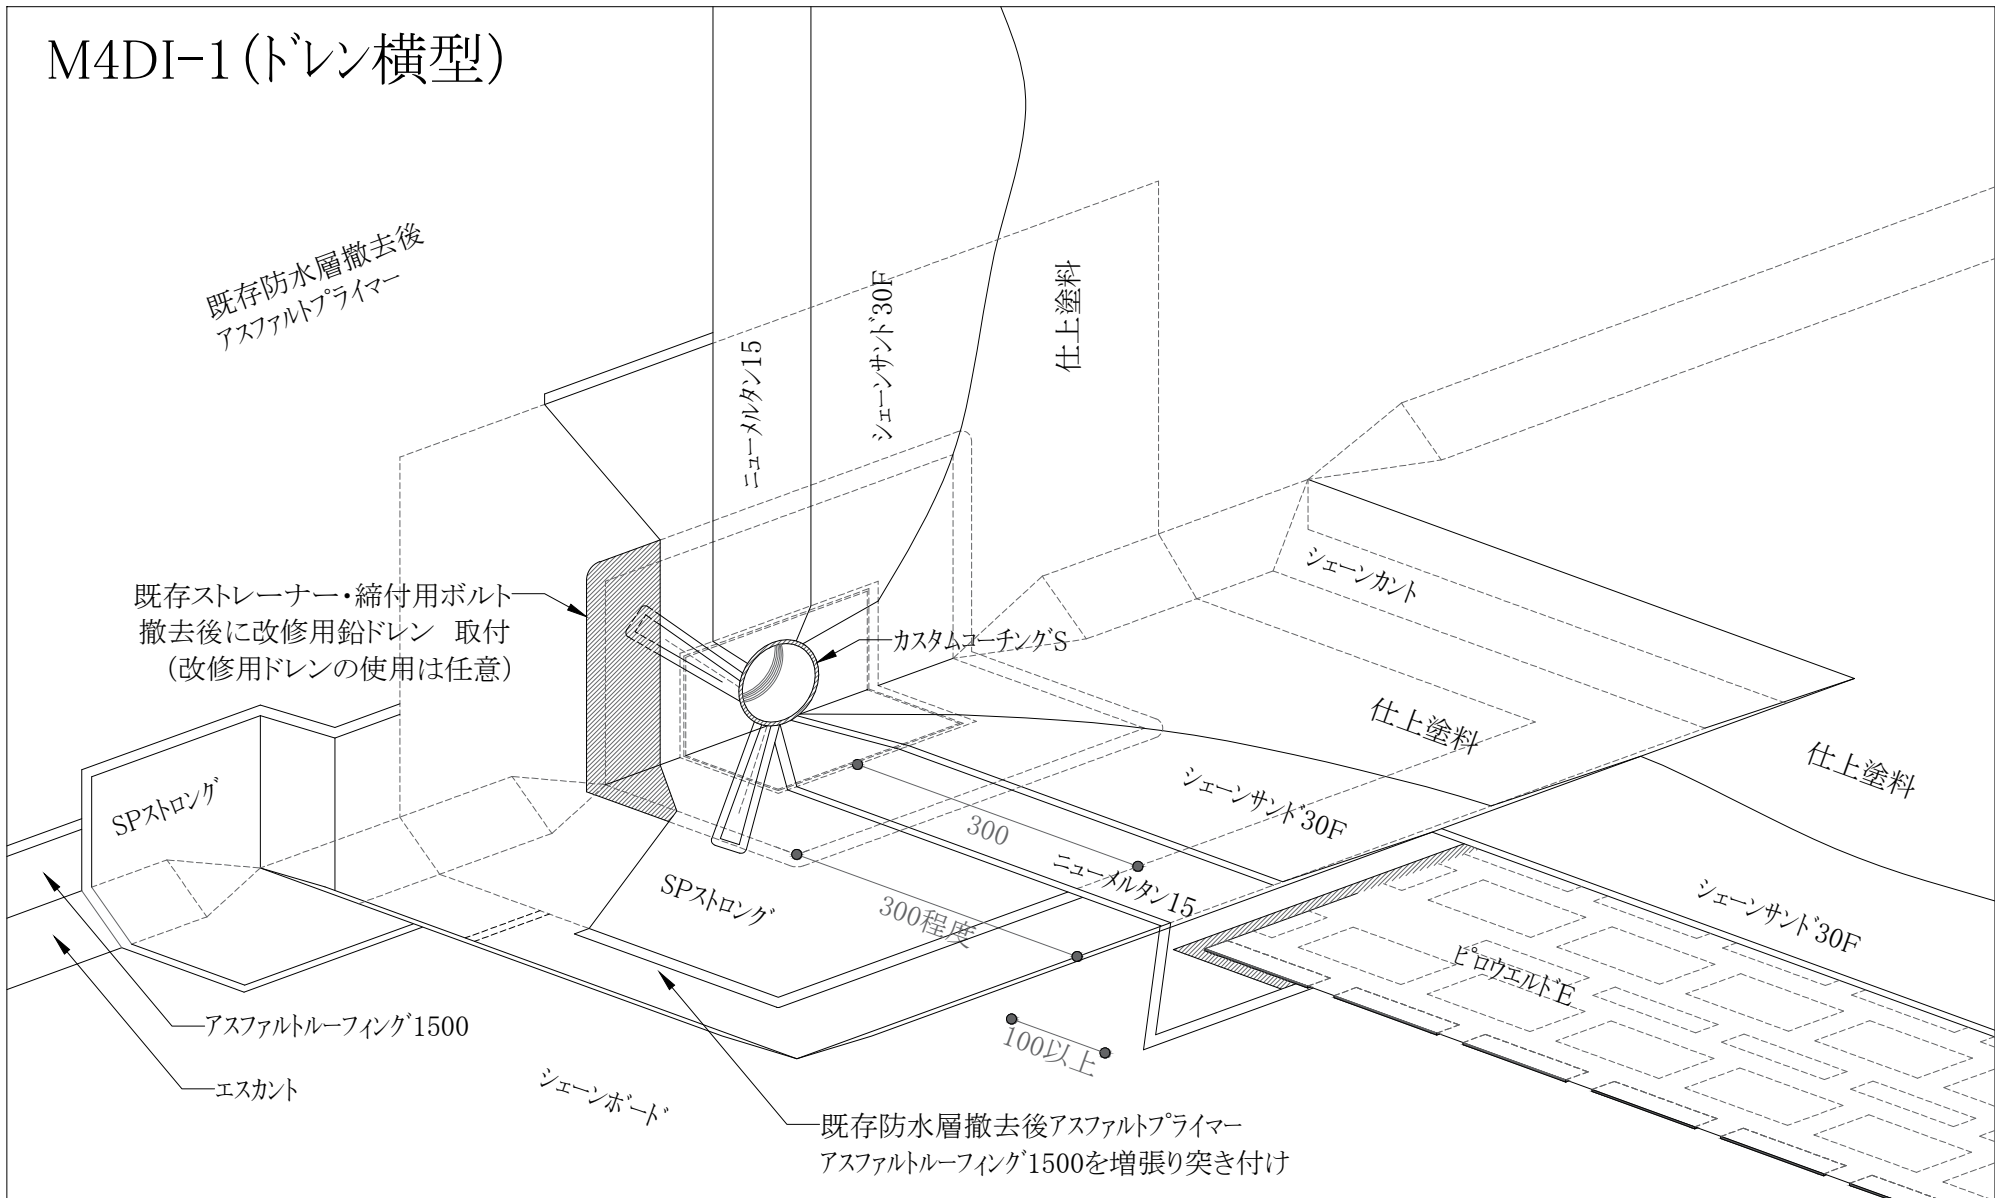 M4DI-1(ドレン横型)
既存防水層撤去後
アスファルトプライマー
ニューメルタン15
シェーンサンド30F
仕上塗料
シェーンカント
既存ストレーナー・締付用ボルト
撤去後に改修用鉛ドレン 取付
(改修用ドレンの使用は任意)
カスタムコーチングS
仕上塗料
仕上塗料
SPストロング
シェーンサンド30F
300
ニューメルタン15
SPストロング
300程度
シェーンサンド30F
ピロウエルドE
アスファルトルーフィング1500
100以上
エスカント
シェーンボード
既存防水層撤去後アスファルトプライマー
アスファルトルーフィング1500を増張り突き付け